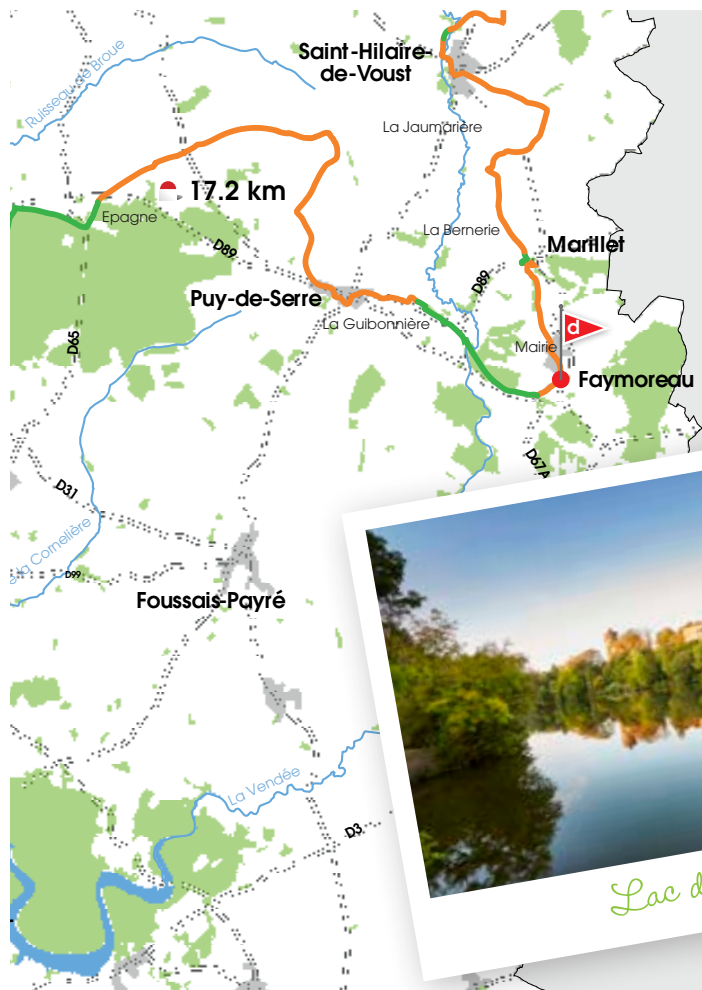 Saint-Hilaire-
de-Voust
Ruisseau de Broue
La Jaumarière
17.2 km
Epagne
La Bernerie
D89
Marillet
D89
Puy-de-Serre
La Guibonnière
d
D65
Mairie
Faymoreau
D67A
D31
la Cornelière
D99
Foussais-Payré
La Vendée
D3
Lac d